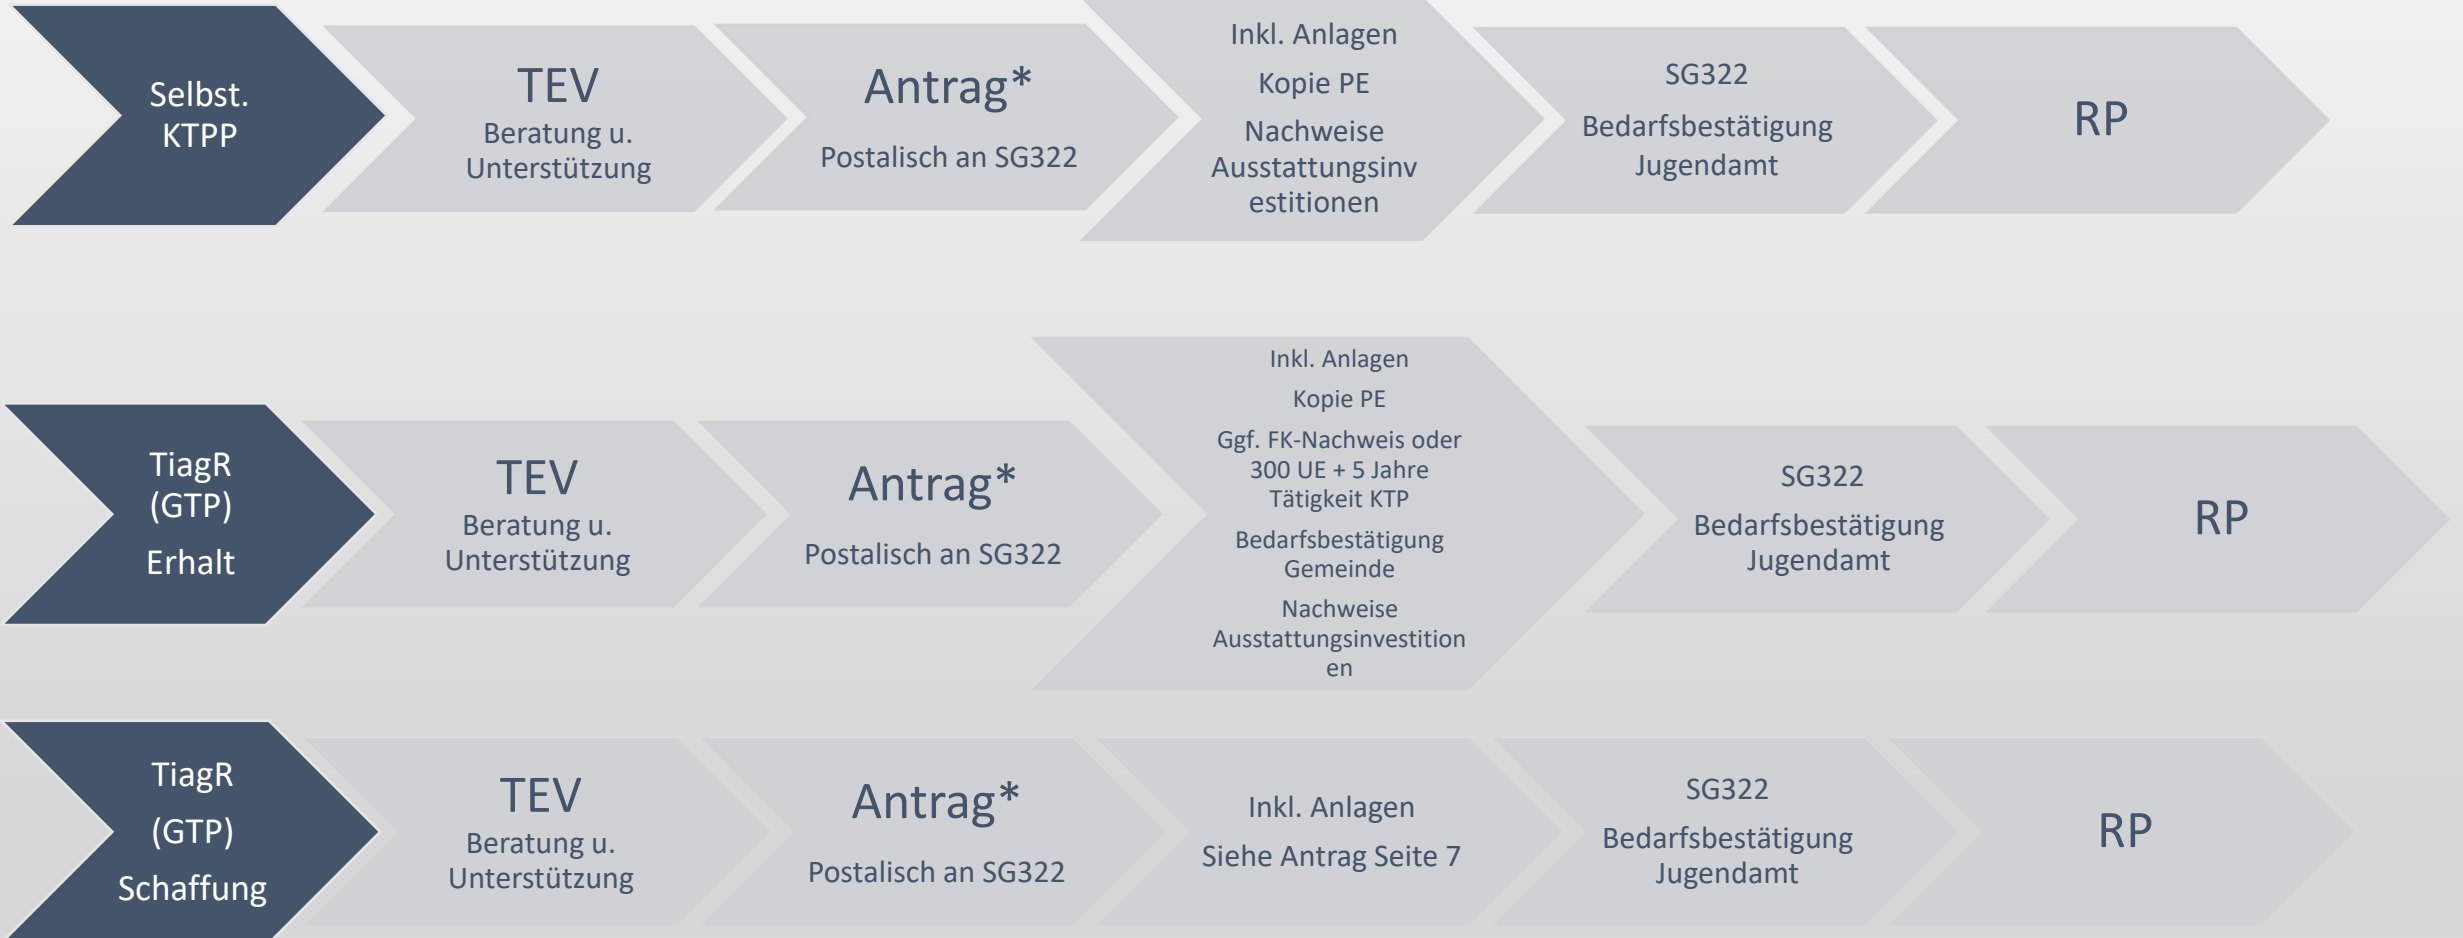 Selbst.
KTPP
TEV
Beratung u.
Unterstützung
Antrag*
Postalisch an SG322
Inkl. Anlagen
Kopie PE
Nachweise
Ausstattungsinv
estitionen
SG322
Bedarfsbestätigung
Jugendamt
RP
TiagR
(GTP)
Erhalt
TEV
Beratung u.
Unterstützung
Antrag*
Postalisch an SG322
Inkl. Anlagen
Kopie PE
Ggf. FK-Nachweis oder
300 UE + 5 Jahre
Tätigkeit KTP
Bedarfsbestätigung
Gemeinde
Nachweise
Ausstattungsinvestition
en
SG322
Bedarfsbestätigung
Jugendamt
RP
TiagR
(GTP)
Schaffung
TEV
Beratung u.
Unterstützung
Antrag*
Postalisch an SG322
Inkl. Anlagen
Siehe Antrag Seite 7
SG322
Bedarfsbestätigung
Jugendamt
RP